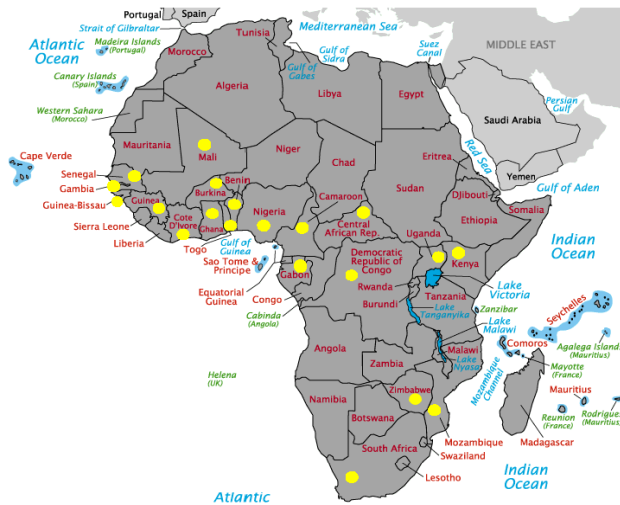 Portugal
Spain
Strait of Gilbraltar
Mediterranean Sea
Atlantic
Ocean
Madeira Islands
(Portugal)
Tunisia
Morocco
Gulf of
Sidra
Suez
Canal
MIDDLE EAST
Gulf of
Gabes
Canary Islands
(Spain)
Algeria
Libya
Egypt
Persian
Gulf
Western Sahara
(Morocco)
Saudi Arabia
Red Sea
Mauritania
Mali
Niger
Chad
Sudan
Eritrea
Cape Verde
Yemen
Senegal
Gambia
Guinea-Bissau
Gulf of Aden
Benin
Burkina
DJibouti
Somalia
Guinea
Cote
D'Ivore
Ghana
Nigeria
Camaroon
Central
African Rep.
Ethiopia
Sierra Leone
Liberia
Togo
Gulf of
Guinea
Uganda
Kenya
Indian
Ocean
Sao Tome &
Principe
Gabon
Democratic
Republic of
Congo
Rwanda
Burundi
Equatorial
Guinea
Congo
Cabinda
(Angola)
Tanzania
Lake
Victoria
Lake
Tanganyika
Zanzibar
Seychelles
Lake
Malawi
Comoros
Agalega Islands
(Mauritius)
Angola
Malawi
Lake
Nyasa
Zambia
Mozambique
Channel
Mayotte
(France)
Helena
(UK)
Zimbabwe
Mauritius
Namibia
Botswana
Reunion
(France)
Rodrigues
(Mauritius)
Madagascar
South Africa
Mozambique
Swaziland
Lesotho
Indian
Ocean
Atlantic